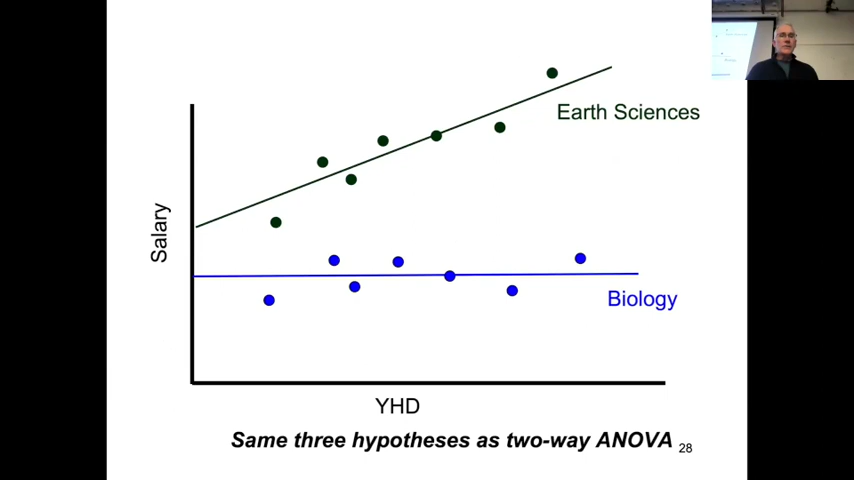 Earth Sciences
Salary
Biology
YHD
Same three hypotheses as two-way ANOVA 28